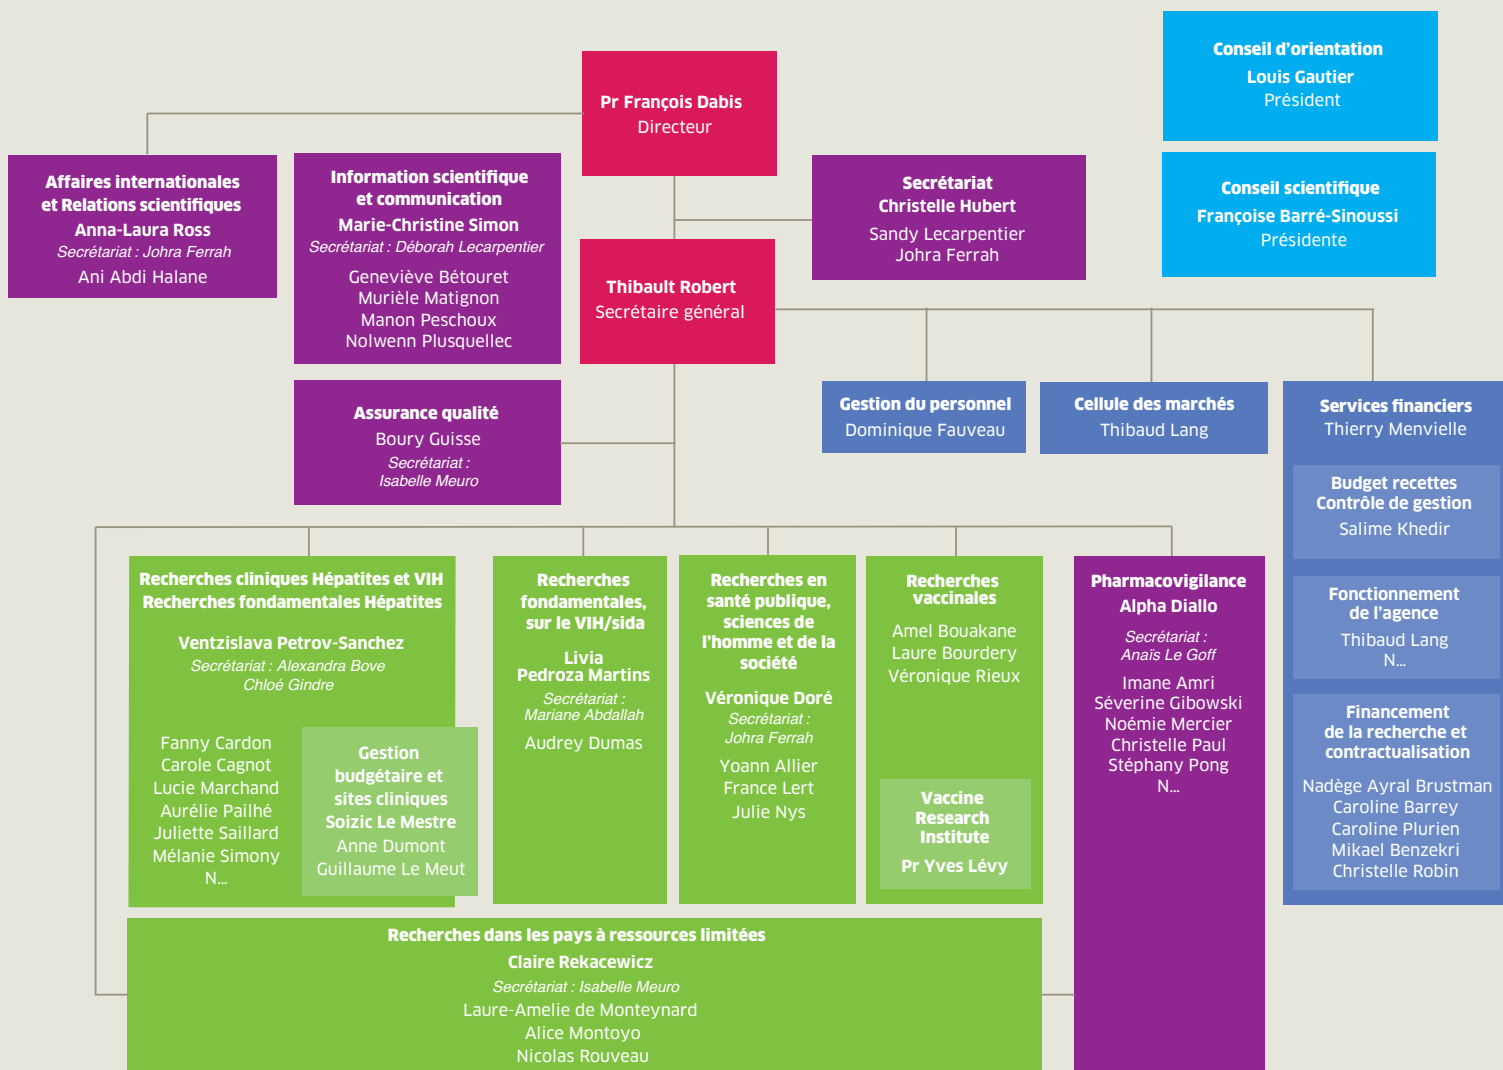 Conseil d'orientation
Louis Gautier
Président
Pr François Dabis
Directeur
Conseil scientifique
Françoise Barré-Sinoussi
Présidente
Affaires internationales
et Relations scientifiques
Anna-Laura Ross
Secrétariat : Johra Ferrah
Ani Abdi Halane
Information scientifique
et communication
Marie-Christine Simon
Secrétariat : Déborah Lecarpentier
Geneviève Bétouret
Murièle Matignon
Manon Peschoux
Nolwenn Plusquellec
Secrétariat
Christelle Hubert
Sandy Lecarpentier
Johra Ferrah
Thibault Robert
Secrétaire général
Assurance qualité
Boury Guisse
Secrétariat :
Isabelle Meuro
Gestion du personnel
Dominique Fauveau
Cellule des marchés
Thibaud Lang
Services financiers
Thierry Menvielle
Budget recettes
Contrôle de gestion
Salime Khedir
Fonctionnement
de l'agence
Thibaud Lang
N...
Financement
de la recherche et
contractualisation
Nadège Ayral Brustman
Caroline Barrey
Caroline Plurien
Mikael Benzekri
Christelle Robin
Recherches cliniques Hépatites et VIH
Recherches fondamentales Hépatites
Ventzislava Petrov-Sanchez
Secrétariat : Alexandra Bove
Chloé Gindre
Fanny Cardon
Carole Cagnot
Lucie Marchand
Aurélie Pailhé
Juliette Saillard
Mélanie Simony
N...
Gestion
budgétaire et
sites cliniques
Soizic Le Mestre
Anne Dumont
Guillaume Le Meut
Recherches
fondamentales,
sur le VIH/sida
Livia
Pedroza Martins
Secrétariat :
Mariane Abdallah
Audrey Dumas
Recherches en
santé publique,
sciences de
l'homme et de la
société
Véronique Doré
Secrétariat :
Johra Ferrah
Yoann Allier
France Lert
Julie Nys
Recherches
vaccinales
Amel Bouakane
Laure Bourdery
Véronique Rieux
Vaccine
Research
Institute
Pr Yves Lévy
Pharmacovigilance
Alpha Diallo
Secrétariat :
Anaïs Le Goff
Imane Amri
Séverine Gibowski
Noémie Mercier
Christelle Paul
Stéphany Pong
N...
Recherches dans les pays à ressources limitées
Claire Rekacewicz
Secrétariat : Isabelle Meuro
Laure-Amelie de Monteynard
Alice Montoyo
Nicolas Rouveau